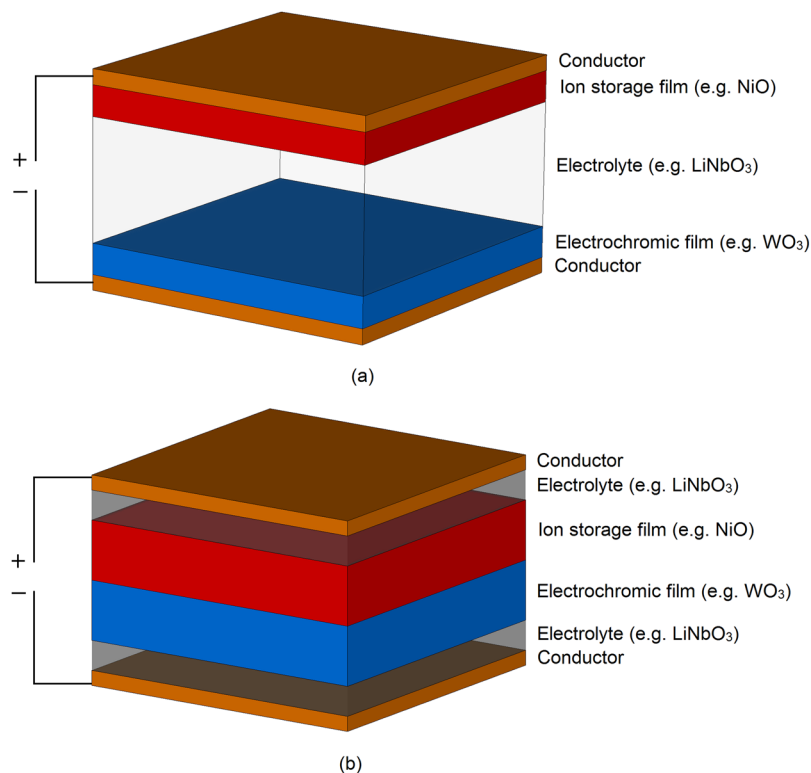 Conductor
Ion storage film (e.g. NiO)
+
Electrolyte (e.g. LiNbO₃)
−
Electrochromic film (e.g. WO₃)
Conductor
(a)
Conductor
Electrolyte (e.g. LiNbO₃)
Ion storage film (e.g. NiO)
+
−
Electrochromic film (e.g. WO₃)
Electrolyte (e.g. LiNbO₃)
Conductor
(b)